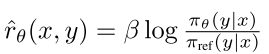 r̂_θ(x, y) = β log π_θ(y|x) / π_ref(y|x)